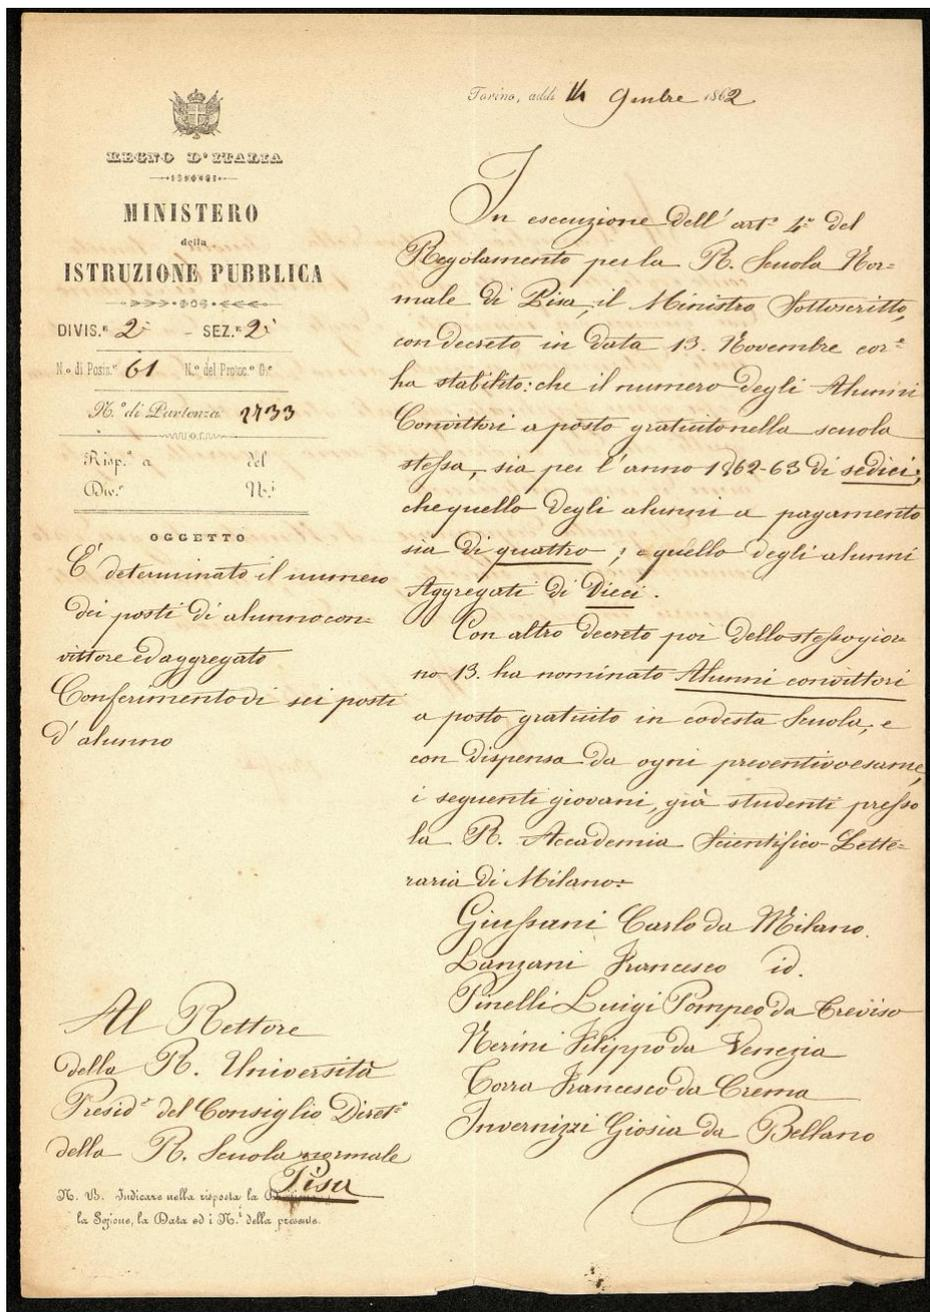 Torino, addì 14 9mbre 1862
REGNO D'ITALIA
MINISTERO
della
ISTRUZIONE PUBBLICA
DIVIS.e 2a - SEZ.e 2a
N.o di Posiz.e 61 N.o del Protoc.o G.e
N.o di Partenza 1733
Risp.a a del
Div.e N.i
OGGETTO
È determinato il numero
dei posti di alunno con=
vittore ed aggregato
Conferimento di sei posti
d'alunno
Al Rettore
della R. Università
Presid.e del Consiglio Dirett.o
della R. Scuola normale
Pisa
N. B. Indicare nella risposta la Divisione,
la Sezione, la Data ed i N.i della presente.
In esecuzione dell'art.o 4.o del
Regolamento per la R. Scuola Nor=
male di Pisa, il Ministro Sottoscritto,
con decreto in data 13. Novembre cor.e
ha stabilito: che il numero degli Alunni
Convittori a posto gratuito nella scuola
stessa, sia per l'anno 1862-63 di sedici;
che quello degli alunni a pagamento
sia di quattro; e quello degli alunni
Aggregati di Dieci.
Con altro decreto poi dello stesso gior=
no 13. ha nominato Alunni convittori
a posto gratuito in codesta Scuola, e
con dispensa da ogni preventivo esame,
i seguenti giovani, già studenti presso
la R. Accademia Scientifico-Lette=
raria di Milano:
Giussani Carlo da Milano.
Lanzani Francesco id.
Pinelli Luigi Pompeo da Treviso
Nerini Filippo da Venezia
Torra Francesco da Crema
Invernizzi Giosia da Bellano